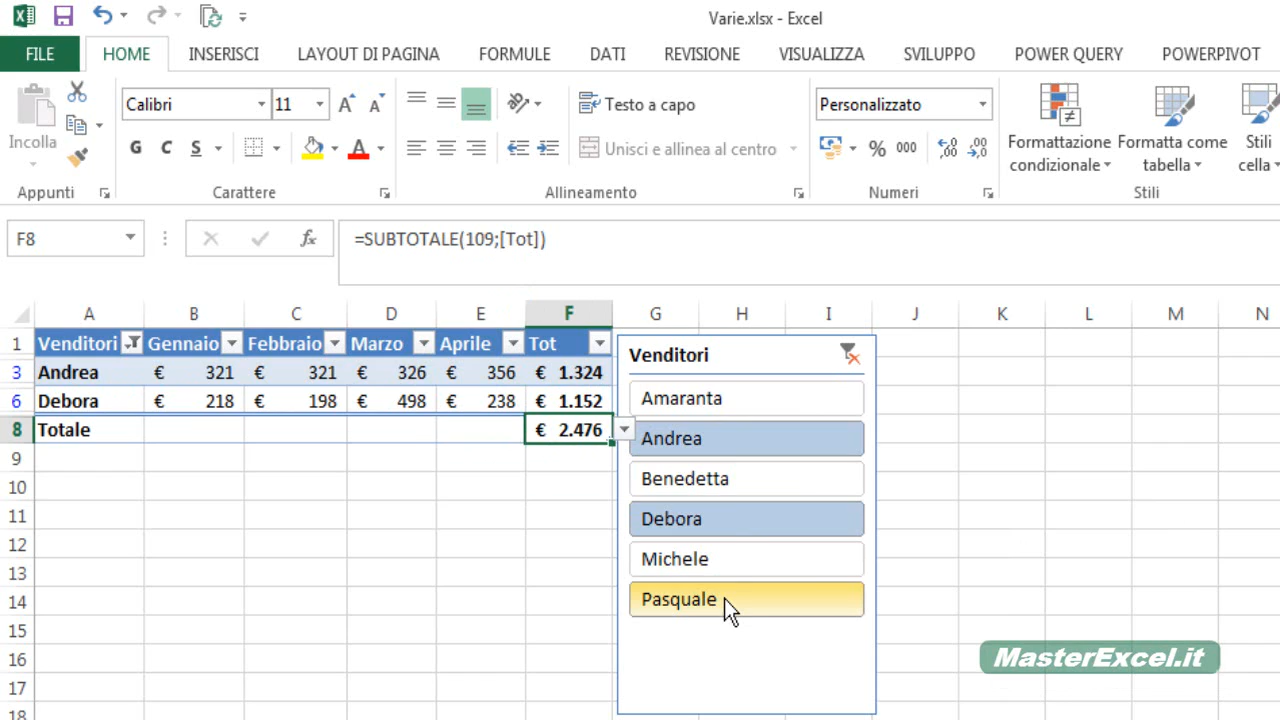 Varie.xlsx - Excel
FILE HOME INSERISCI LAYOUT DI PAGINA FORMULE DATI REVISIONE VISUALIZZA SVILUPPO POWER QUERY POWERPIVOT
Incolla
Calibri 11
G C S
A
Testo a capo
Unisci e allinea al centro
Personalizzato
% 000
Formattazione condizionale
Formatta come tabella
Stili cella
Appunti Carattere Allineamento Numeri Stili
F8 fx =SUBTOTALE(109;[Tot])
A B C D E F G H I J K L M N
1 Venditori Gennaio Febbraio Marzo Aprile Tot
3 Andrea € 321 € 321 € 326 € 356 € 1.324
6 Debora € 218 € 198 € 498 € 238 € 1.152
8 Totale € 2.476
9
10
11
12
13
14
15
16
17
18
Venditori
Amaranta
Andrea
Benedetta
Debora
Michele
Pasquale
MasterExcel.it